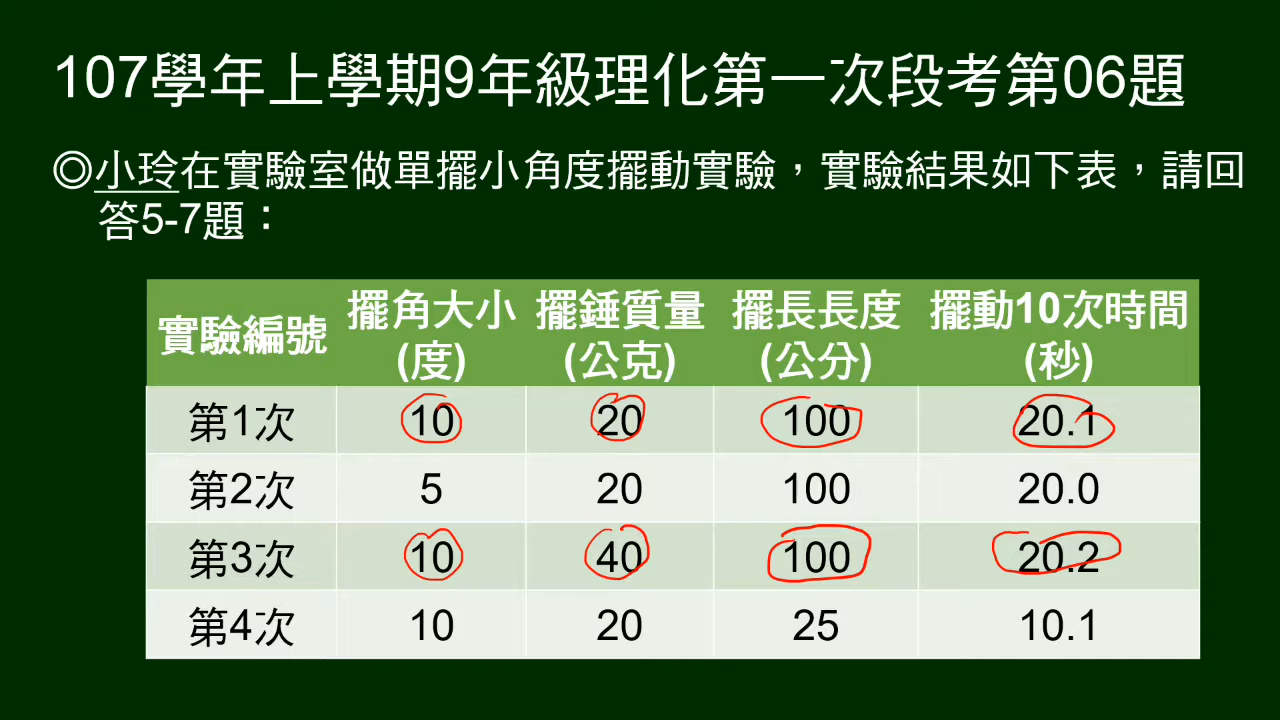 107學年上學期9年級理化第一次段考第06題
◎小玲在實驗室做單擺小角度擺動實驗，實驗結果如下表，請回
答5-7題：
實驗編號 擺角大小(度) 擺錘質量(公克) 擺長長度(公分) 擺動10次時間(秒)
第1次 10 20 100 20.1
第2次 5 20 100 20.0
第3次 10 40 100 20.2
第4次 10 20 25 10.1